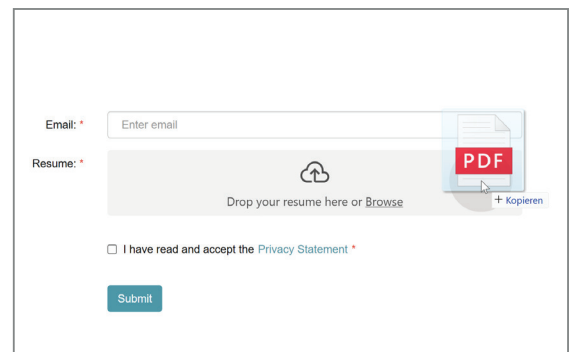 Email: *
Enter email
PDF
Resume: *
Drop your resume here or Browse
+ Kopieren
I have read and accept the Privacy Statement *
Submit